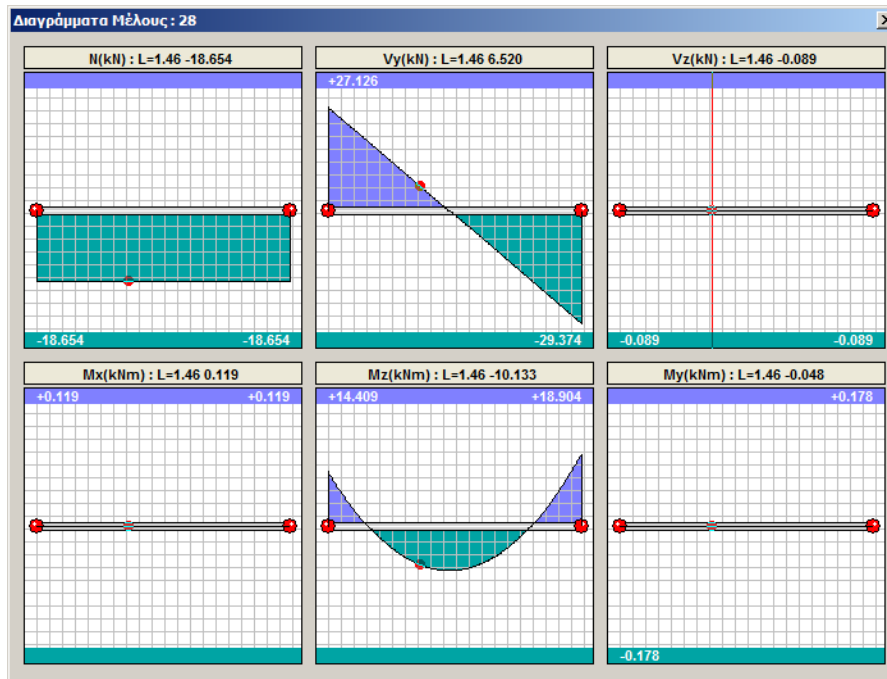 Διαγράμματα Μέλους : 28
N(kN) : L=1.46 -18.654
Vy(kN) : L=1.46 6.520
Vz(kN) : L=1.46 -0.089
+27.126
-18.654 -18.654
-29.374
-0.089 -0.089
Mx(kNm) : L=1.46 0.119
Mz(kNm) : L=1.46 -10.133
My(kNm) : L=1.46 -0.048
+0.119 +0.119
+14.409 +18.904
+0.178
-0.178